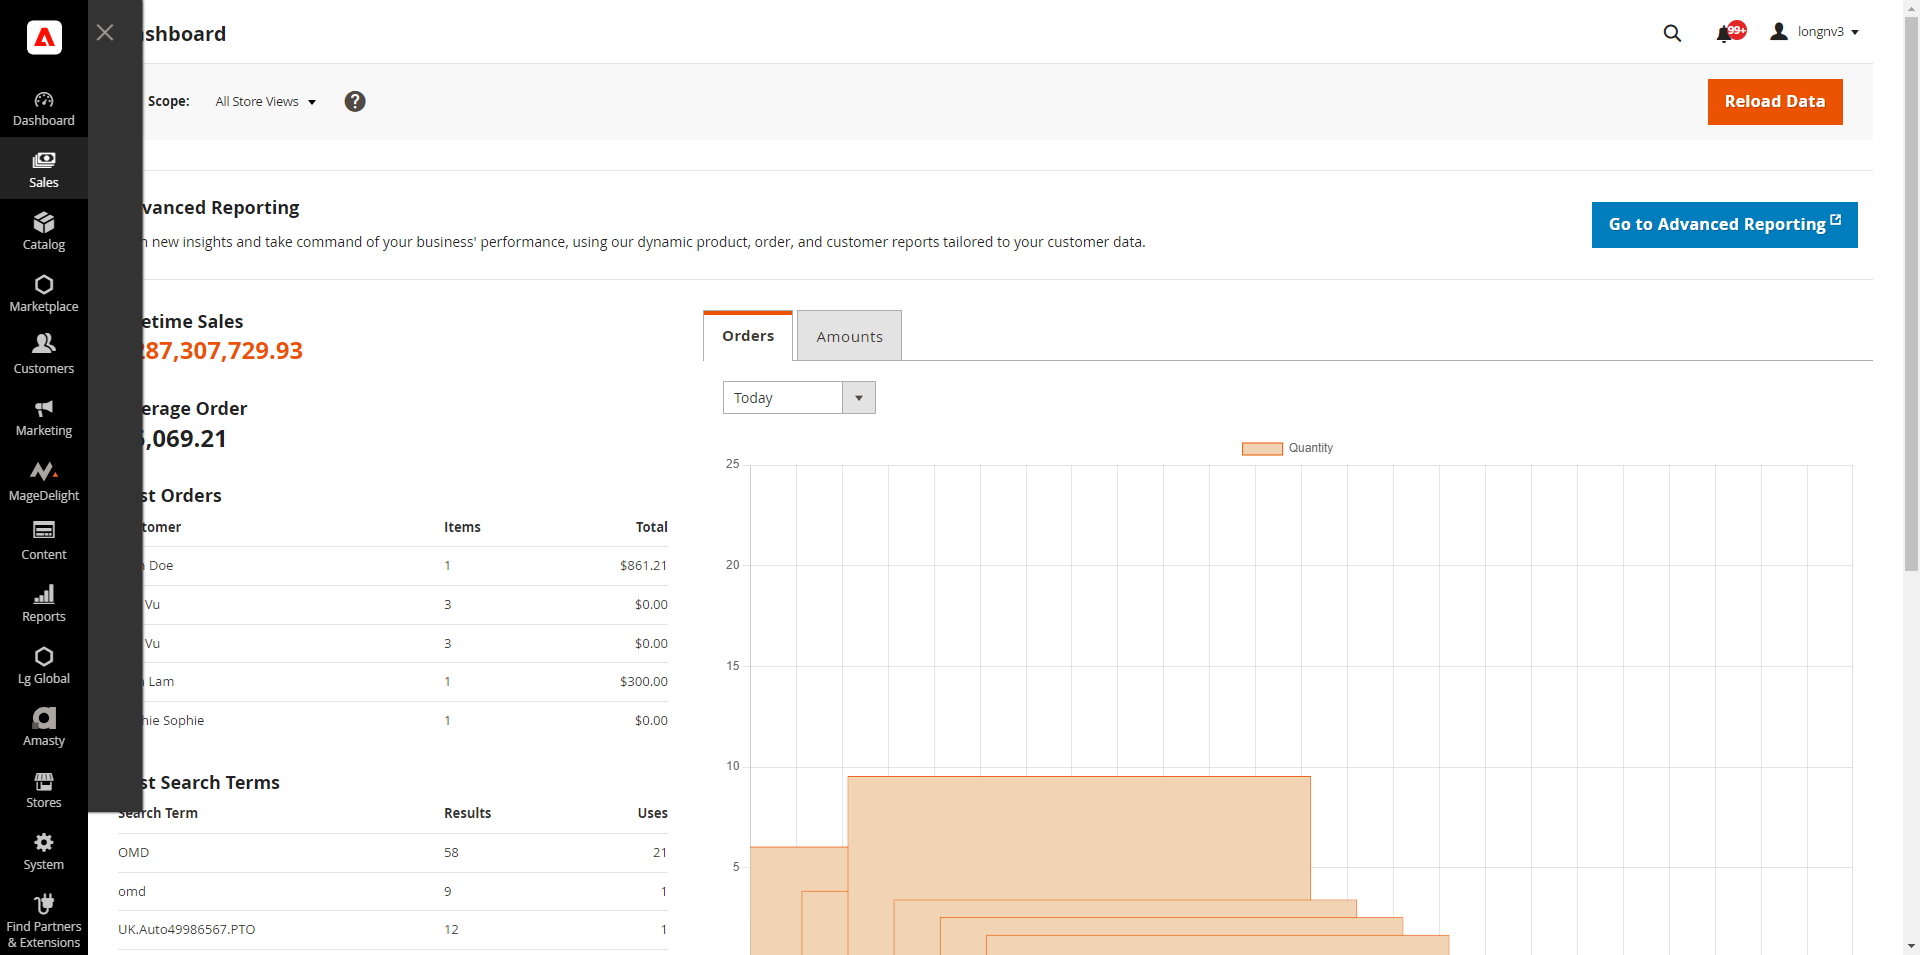 shboard
99+
longnv3
Scope:
All Store Views
?
Reload Data
Dashboard
Sales
Catalog
Marketplace
Customers
Marketing
MageDelight
Content
Reports
Lg Global
Amasty
Stores
System
Find Partners
& Extensions
vanced Reporting
n new insights and take command of your business' performance, using our dynamic product, order, and customer reports tailored to your customer data.
Go to Advanced Reporting
etime Sales
87,307,729.93
erage Order
,069.21
st Orders
tomer Items Total
Doe 1 $861.21
Vu 3 $0.00
Vu 3 $0.00
Lam 1 $300.00
nie Sophie 1 $0.00
st Search Terms
Search Term Results Uses
OMD 58 21
omd 9 1
UK.Auto49986567.PTO 12 1
Orders
Amounts
Today
Quantity
25
20
15
10
5